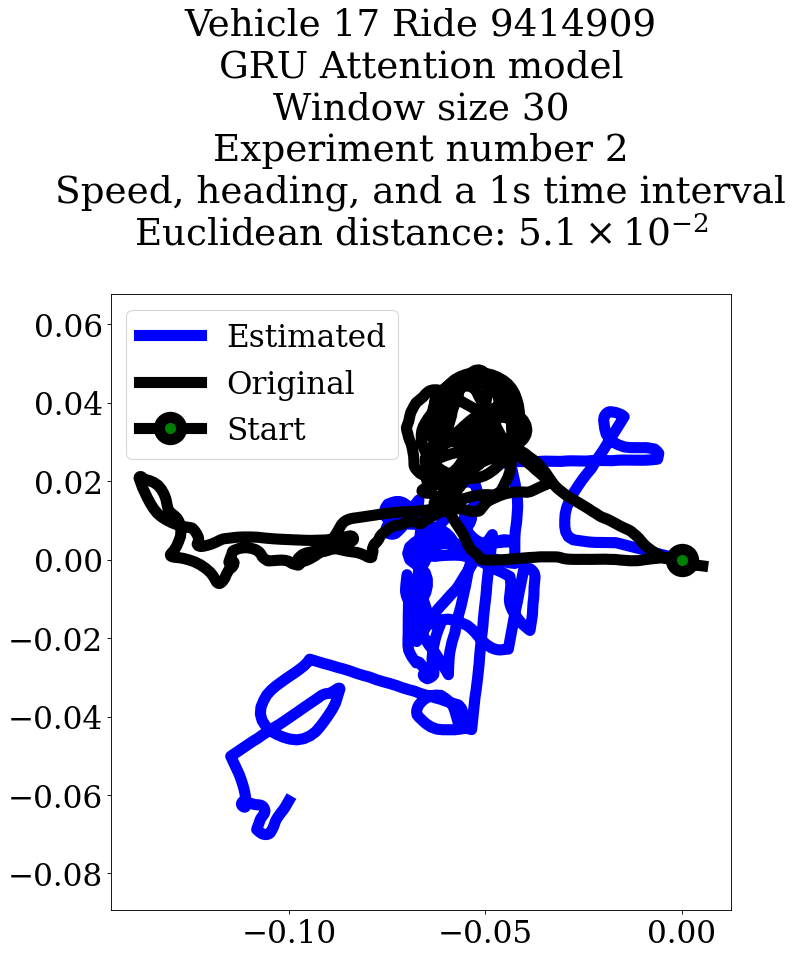 Vehicle 17 Ride 9414909
GRU Attention model
Window size 30
Experiment number 2
Speed, heading, and a 1s time interval
Euclidean distance: 5.1 × 10⁻²
Estimated
Original
Start
0.06
0.04
0.02
0.00
−0.02
−0.04
−0.06
−0.08
−0.10
−0.05
0.00